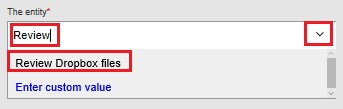 The entity*
Review
Review Dropbox files
Enter custom value